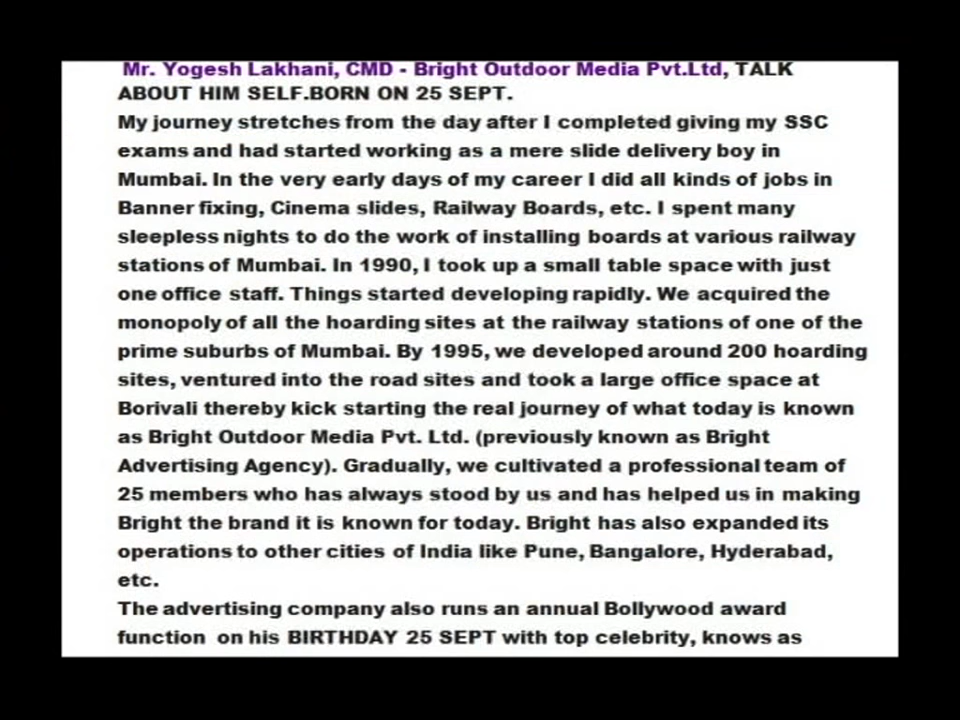 Mr. Yogesh Lakhani, CMD - Bright Outdoor Media Pvt.Ltd, TALK
ABOUT HIM SELF.BORN ON 25 SEPT.
My journey stretches from the day after I completed giving my SSC
exams and had started working as a mere slide delivery boy in
Mumbai. In the very early days of my career I did all kinds of jobs in
Banner fixing, Cinema slides, Railway Boards, etc. I spent many
sleepless nights to do the work of installing boards at various railway
stations of Mumbai. In 1990, I took up a small table space with just
one office staff. Things started developing rapidly. We acquired the
monopoly of all the hoarding sites at the railway stations of one of the
prime suburbs of Mumbai. By 1995, we developed around 200 hoarding
sites, ventured into the road sites and took a large office space at
Borivali thereby kick starting the real journey of what today is known
as Bright Outdoor Media Pvt. Ltd. (previously known as Bright
Advertising Agency). Gradually, we cultivated a professional team of
25 members who has always stood by us and has helped us in making
Bright the brand it is known for today. Bright has also expanded its
operations to other cities of India like Pune, Bangalore, Hyderabad,
etc.
The advertising company also runs an annual Bollywood award
function on his BIRTHDAY 25 SEPT with top celebrity, knows as